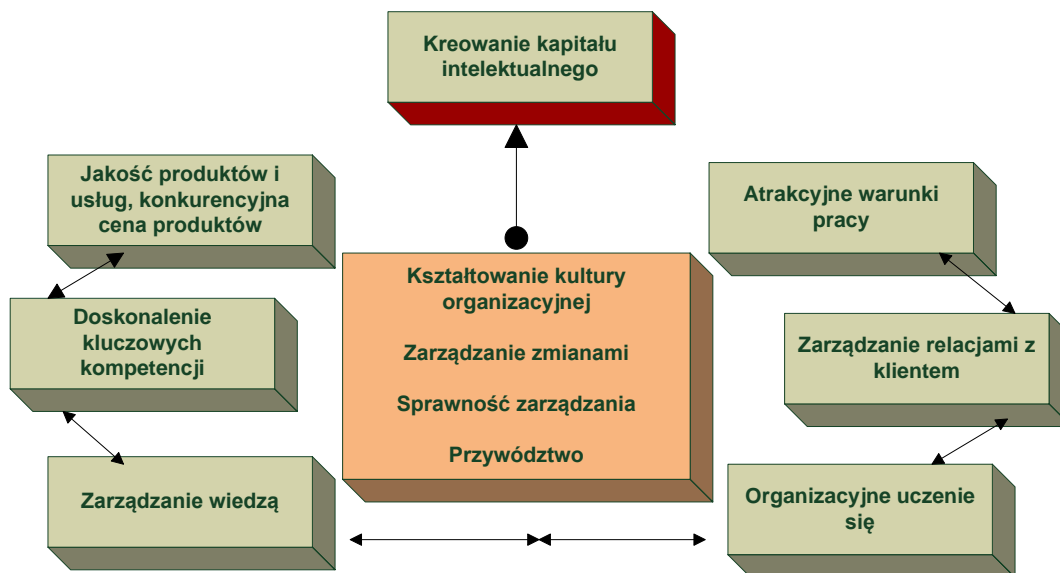 Kreowanie kapitału
intelektualnego
Jakość produktów i
usług, konkurencyjna
cena produktów
Doskonalenie
kluczowych
kompetencji
Zarządzanie wiedzą
Kształtowanie kultury
organizacyjnej
Zarządzanie zmianami
Sprawność zarządzania
Przywództwo
Atrakcyjne warunki
pracy
Zarządzanie relacjami z
klientem
Organizacyjne uczenie
się